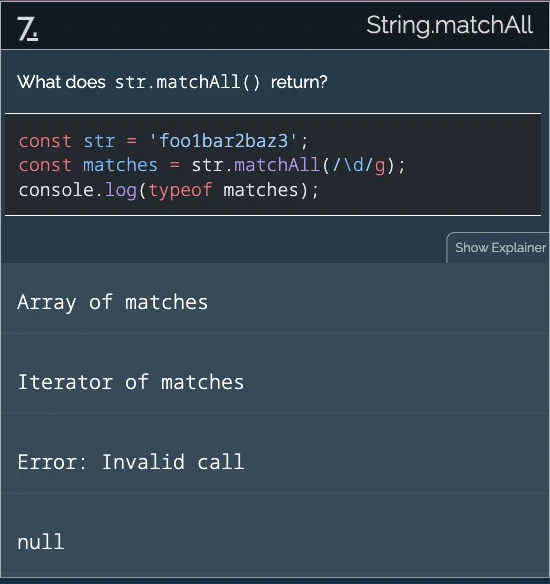 7.
String.matchAll
What does str.matchAll() return?
const str = 'foo1bar2baz3';
const matches = str.matchAll(/\d/g);
console.log(typeof matches);
Show Explainer
Array of matches
Iterator of matches
Error: Invalid call
null